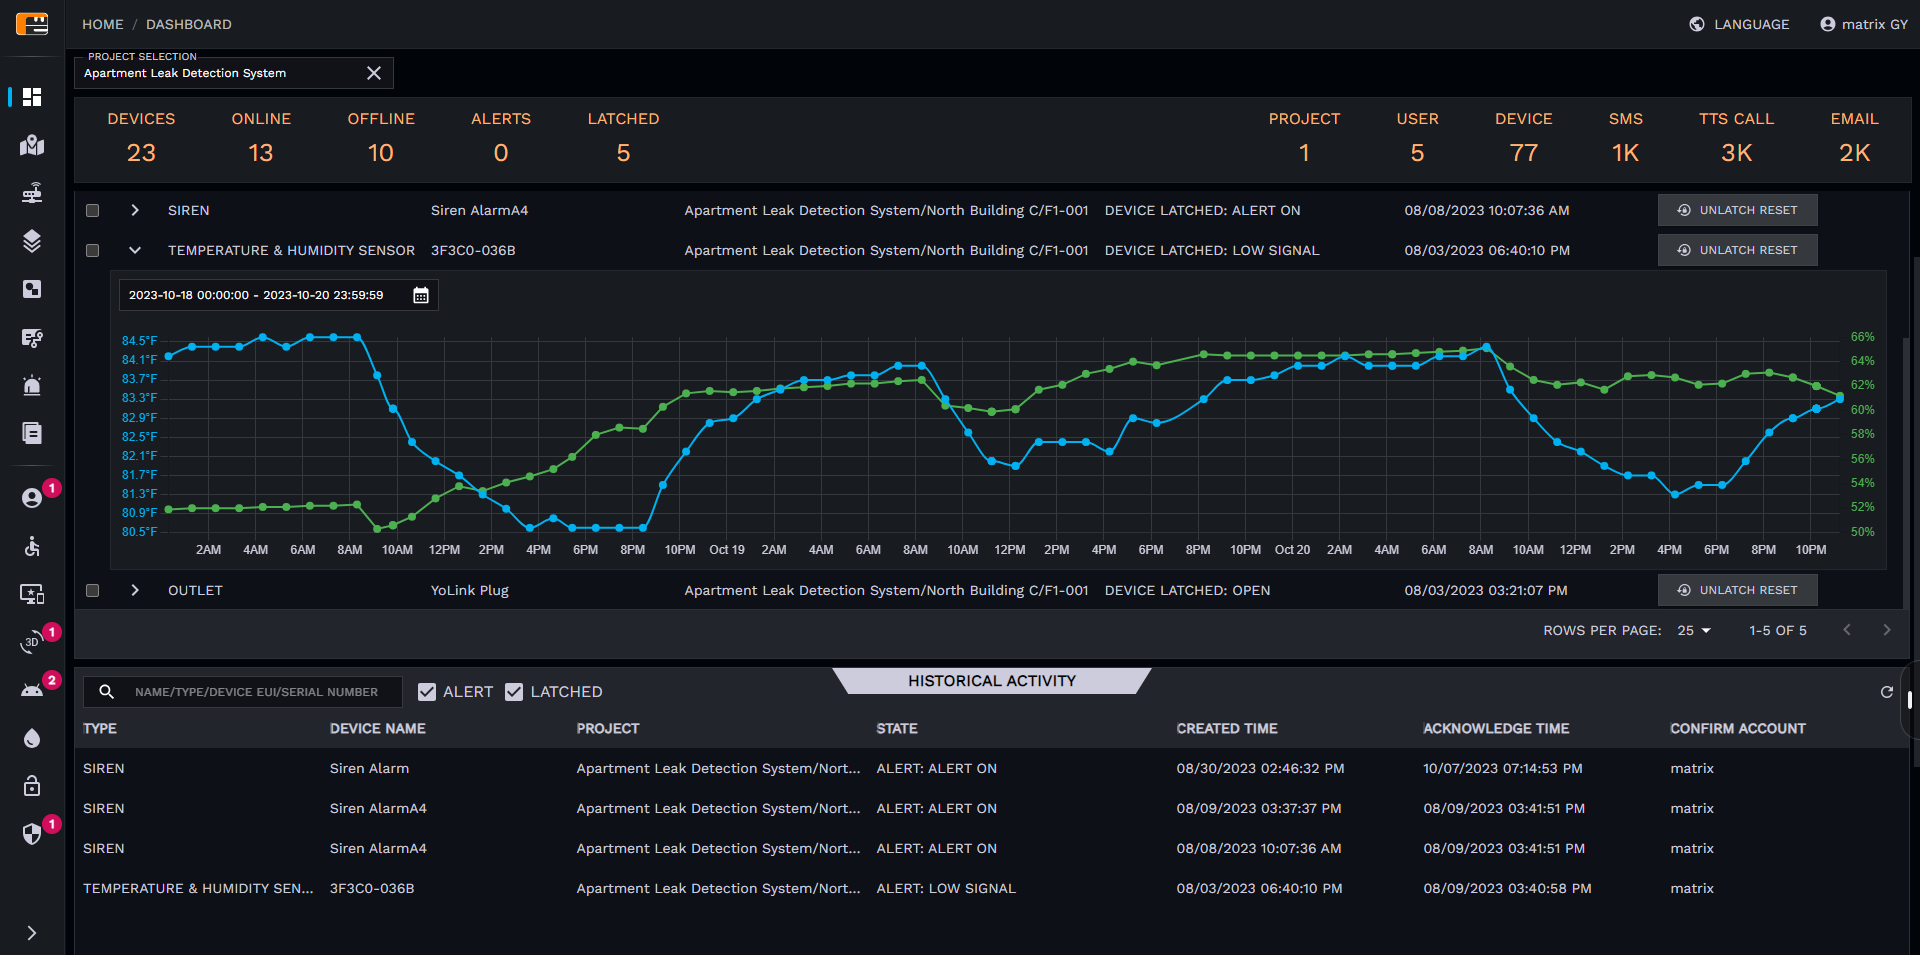 HOME / DASHBOARD LANGUAGE matrix GY
PROJECT SELECTION
Apartment Leak Detection System
DEVICES ONLINE OFFLINE ALERTS LATCHED PROJECT USER DEVICE SMS TTS CALL EMAIL
23 13 10 0 5 1 5 77 1K 3K 2K
SIREN Siren AlarmA4 Apartment Leak Detection System/North Building C/F1-001 DEVICE LATCHED: ALERT ON 08/08/2023 10:07:36 AM UNLATCH RESET
TEMPERATURE & HUMIDITY SENSOR 3F3C0-036B Apartment Leak Detection System/North Building C/F1-001 DEVICE LATCHED: LOW SIGNAL 08/03/2023 06:40:10 PM UNLATCH RESET
2023-10-18 00:00:00 - 2023-10-20 23:59:59
84.5°F 66%
84.1°F 64%
83.7°F 62%
83.3°F 60%
82.9°F 58%
82.5°F 56%
82.1°F 54%
81.7°F 52%
81.3°F 50%
80.9°F
80.5°F
2AM 4AM 6AM 8AM 10AM 12PM 2PM 4PM 6PM 8PM 10PM Oct 19 2AM 4AM 6AM 8AM 10AM 12PM 2PM 4PM 6PM 8PM 10PM Oct 20 2AM 4AM 6AM 8AM 10AM 12PM 2PM 4PM 6PM 8PM 10PM
OUTLET YoLink Plug Apartment Leak Detection System/North Building C/F1-001 DEVICE LATCHED: OPEN 08/03/2023 03:21:07 PM UNLATCH RESET
ROWS PER PAGE: 25 1-5 OF 5
HISTORICAL ACTIVITY
NAME/TYPE/DEVICE EUI/SERIAL NUMBER ALERT LATCHED
TYPE DEVICE NAME PROJECT STATE CREATED TIME ACKNOWLEDGE TIME CONFIRM ACCOUNT
SIREN Siren Alarm Apartment Leak Detection System/Nort... ALERT: ALERT ON 08/30/2023 02:46:32 PM 10/07/2023 07:14:53 PM matrix
SIREN Siren AlarmA4 Apartment Leak Detection System/Nort... ALERT: ALERT ON 08/09/2023 03:37:37 PM 08/09/2023 03:41:51 PM matrix
SIREN Siren AlarmA4 Apartment Leak Detection System/Nort... ALERT: ALERT ON 08/08/2023 10:07:36 AM 08/09/2023 03:41:51 PM matrix
TEMPERATURE & HUMIDITY SEN... 3F3C0-036B Apartment Leak Detection System/Nort... ALERT: LOW SIGNAL 08/03/2023 06:40:10 PM 08/09/2023 03:40:58 PM matrix
1
3D 1
2
1